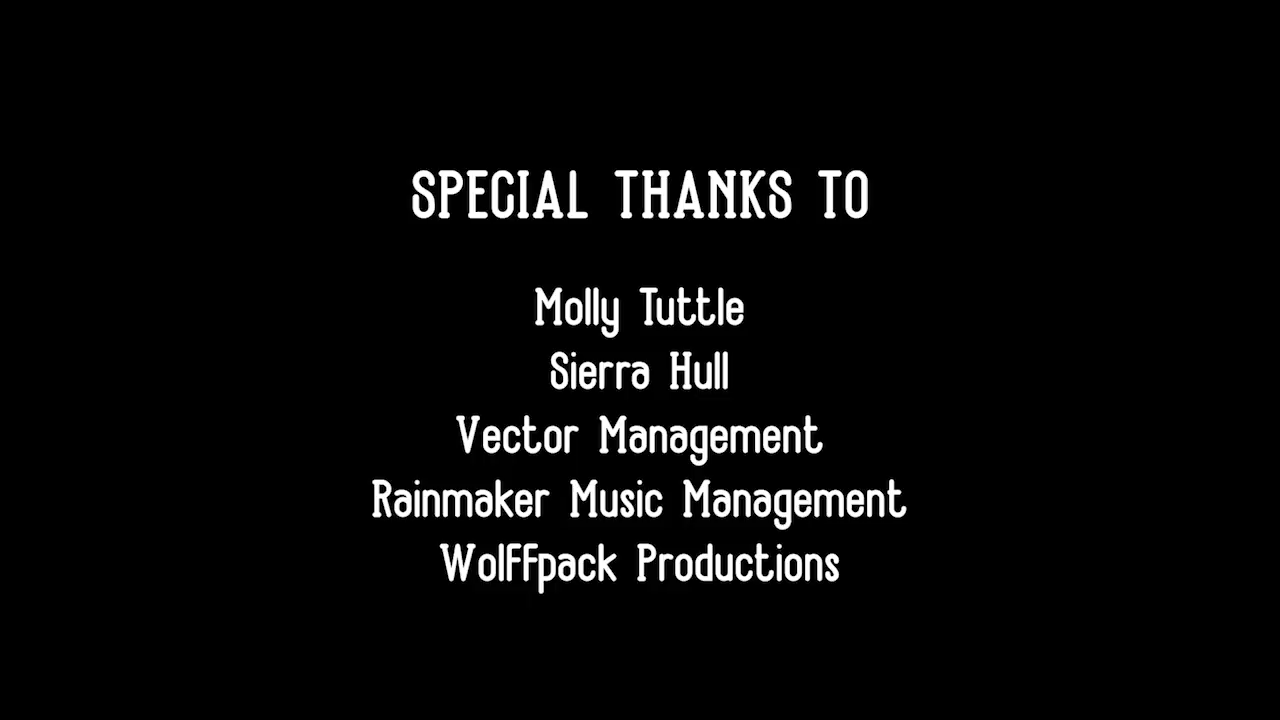 SPECIAL THANKS TO
Molly Tuttle
Sierra Hull
Vector Management
Rainmaker Music Management
Wolffpack Productions